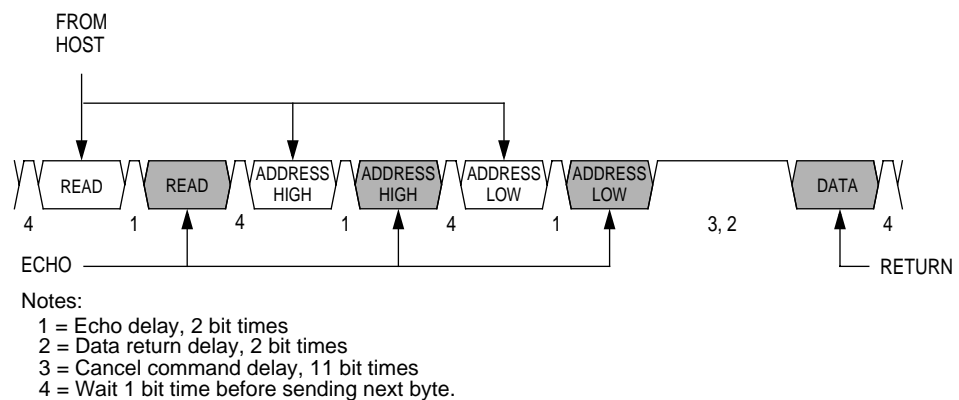 FROM
HOST
READ
READ
ADDRESS
HIGH
ADDRESS
HIGH
ADDRESS
LOW
ADDRESS
LOW
DATA
4
1
4
1
4
1
3, 2
4
ECHO
RETURN
Notes:
1 = Echo delay, 2 bit times
2 = Data return delay, 2 bit times
3 = Cancel command delay, 11 bit times
4 = Wait 1 bit time before sending next byte.